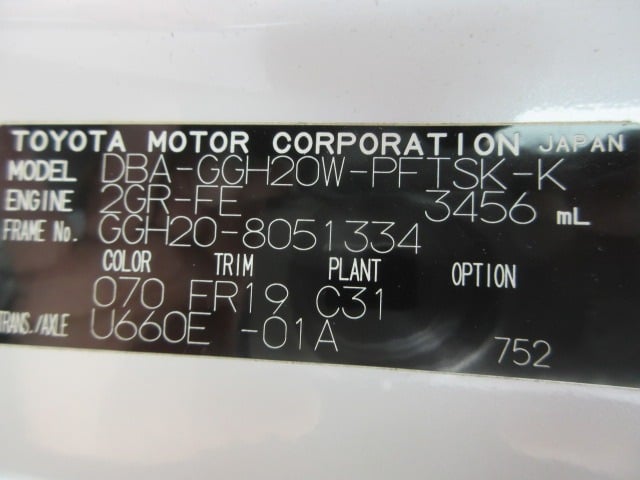 TOYOTA MOTOR CORPORATION JAPAN
MODEL DBA-GGH20W-PFTSK-K
ENGINE 2GR-FE 3456 mL
FRAME No. GGH20-8051334
COLOR TRIM PLANT OPTION
070 FR19 C31
TRANS./AXLE U660E -01A
752